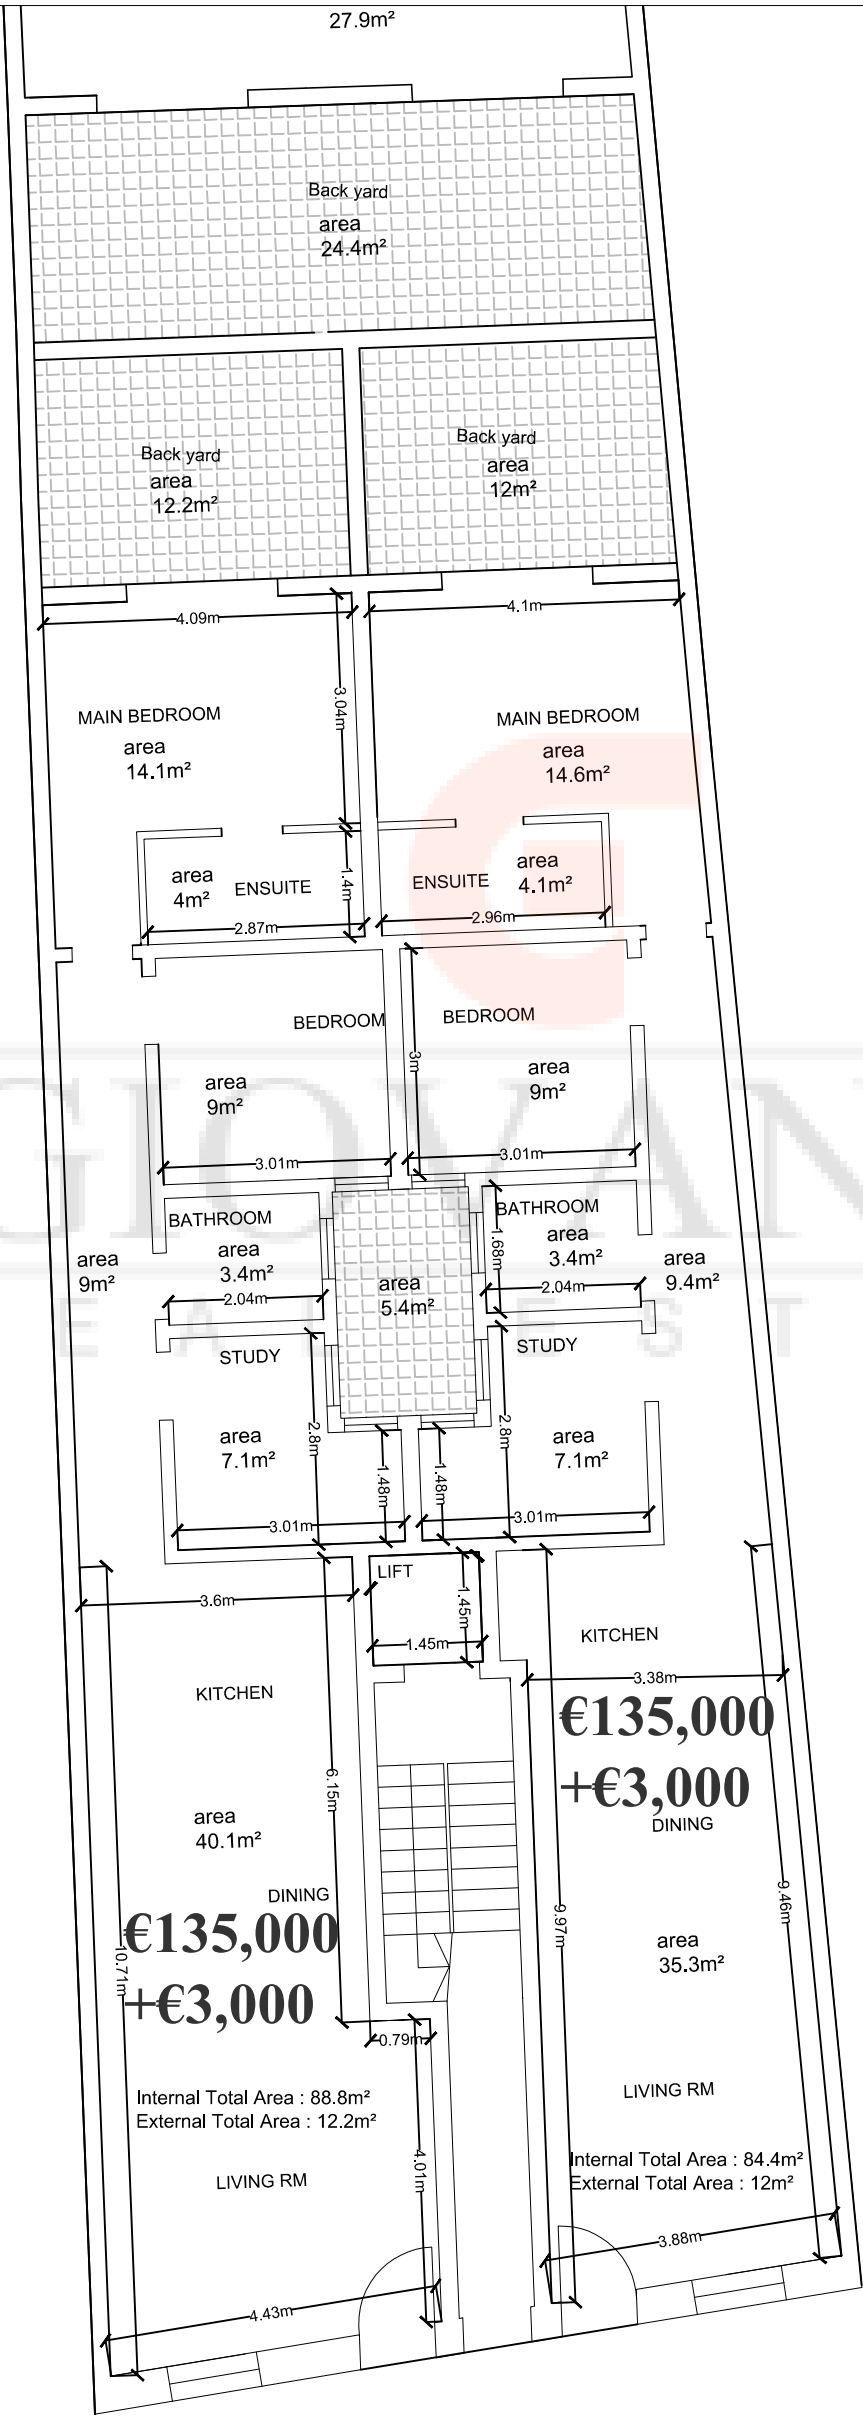 27.9m²
Back yard
area
24.4m²
Back yard
area
12.2m²
Back yard
area
12m²
4.09m
4.1m
3.04m
MAIN BEDROOM
area
14.1m²
MAIN BEDROOM
area
14.6m²
area
4m²
ENSUITE
1.4m
2.87m
ENSUITE
area
4.1m²
2.96m
BEDROOM
area
9m²
3.01m
BEDROOM
3m
area
9m²
3.01m
GIOVAN
BATHROOM
area
3.4m²
2.04m
area
9m²
area
5.4m²
BATHROOM
1.68m
area
3.4m²
2.04m
area
9.4m²
E A E S T
STUDY
2.8m
area
7.1m²
1.48m
3.01m
STUDY
2.8m
area
7.1m²
1.48m
3.01m
LIFT
1.45m
1.45m
3.6m
KITCHEN
6.15m
area
40.1m²
DINING
€135,000
+€3,000
10.71m
0.79m
Internal Total Area : 88.8m²
External Total Area : 12.2m²
4.01m
LIVING RM
4.43m
KITCHEN
3.38m
€135,000
+€3,000
DINING
9.46m
9.97m
area
35.3m²
LIVING RM
Internal Total Area : 84.4m²
External Total Area : 12m²
3.88m